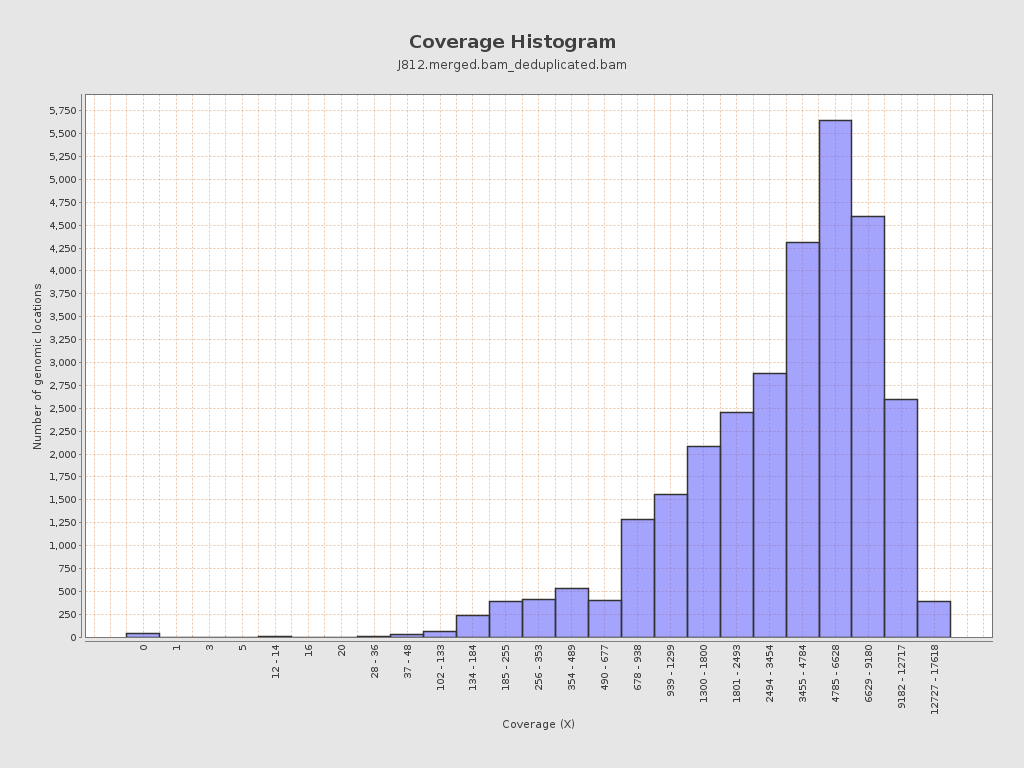 Coverage Histogram
J812.merged.bam_deduplicated.bam
Number of genomic locations
5,750
5,500
5,250
5,000
4,750
4,500
4,250
4,000
3,750
3,500
3,250
3,000
2,750
2,500
2,250
2,000
1,750
1,500
1,250
1,000
750
500
250
0
0
1
3
5
12 - 14
16
20
28 - 36
37 - 48
102 - 133
134 - 184
185 - 255
256 - 353
354 - 489
490 - 677
678 - 938
939 - 1299
1300 - 1800
1801 - 2493
2494 - 3454
3455 - 4784
4785 - 6628
6629 - 9180
9182 - 12717
12727 - 17618
Coverage (X)